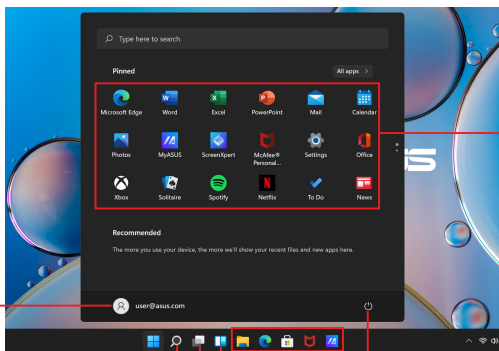 Type here to search
Pinned
All apps >
Microsoft Edge Word Excel PowerPoint Mail Calendar
Photos MyASUS ScreenXpert McAfee® Settings Office
Personal...
Xbox Solitaire Spotify Netflix To Do News
Recommended
The more you use your device, the more we'll show your recent files and new apps here.
user@asus.com